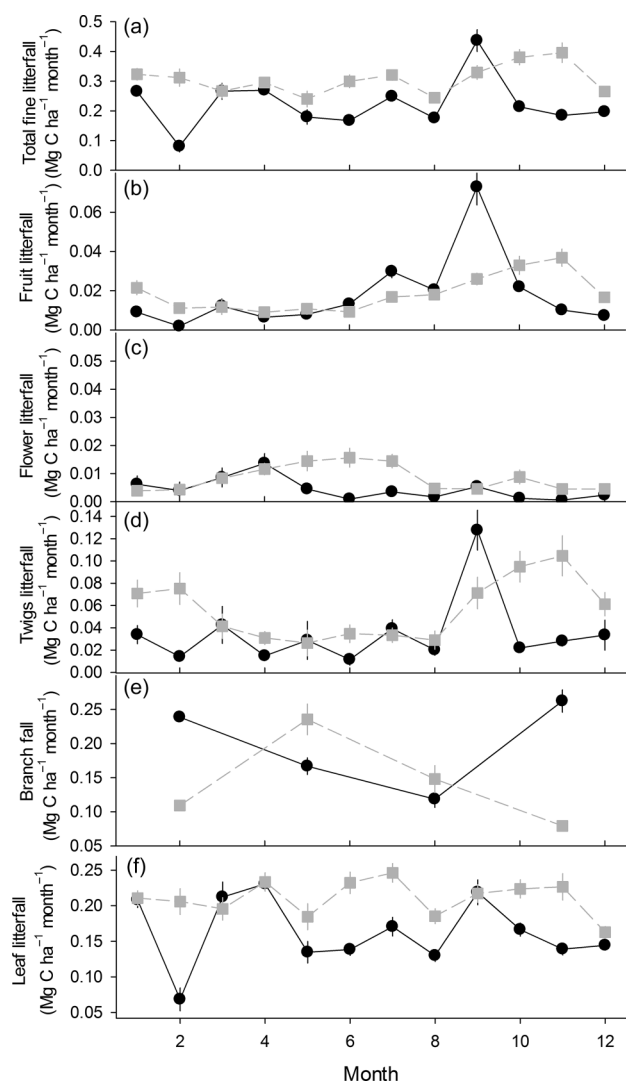 (a)
Total fine litterfall
(Mg C ha⁻¹ month⁻¹)
0.5
0.4
0.3
0.2
0.1
0.0
(b)
Fruit litterfall
(Mg C ha⁻¹ month⁻¹)
0.06
0.04
0.02
0.00
(c)
Flower litterfall
(Mg C ha⁻¹ month⁻¹)
0.05
0.04
0.03
0.02
0.01
0.00
(d)
Twigs litterfall
(Mg C ha⁻¹ month⁻¹)
0.14
0.12
0.10
0.08
0.06
0.04
0.02
0.00
(e)
Branch fall
(Mg C ha⁻¹ month⁻¹)
0.25
0.20
0.15
0.10
0.05
(f)
Leaf litterfall
(Mg C ha⁻¹ month⁻¹)
0.25
0.20
0.15
0.10
0.05
2 4 6 8 10 12
Month